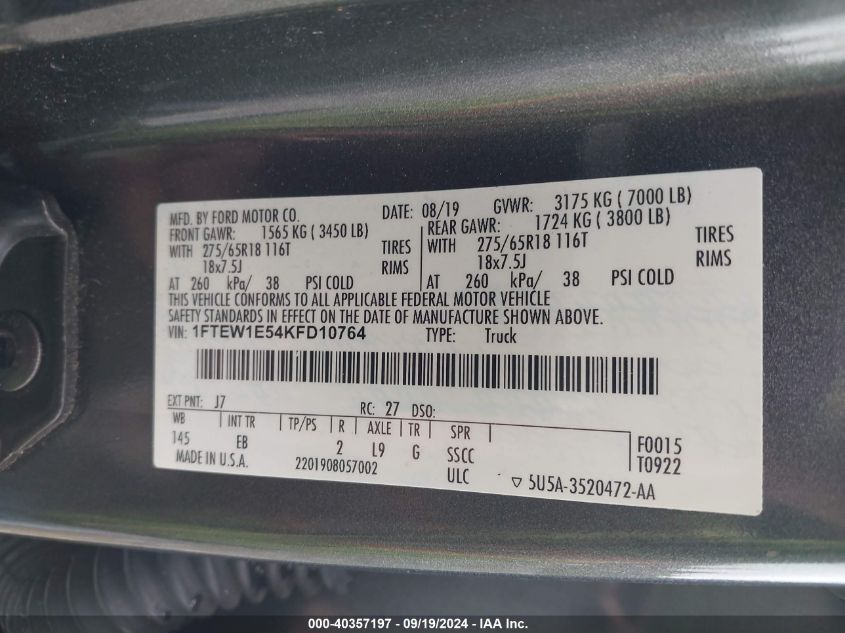 MFD. BY FORD MOTOR CO. DATE: 08/19 GVWR: 3175 KG ( 7000 LB)
FRONT GAWR: 1565 KG ( 3450 LB) REAR GAWR: 1724 KG ( 3800 LB)
WITH 275/65R18 116T TIRES 275/65R18 116T TIRES
18x7.5J RIMS 18x7.5J RIMS
AT 260 kPa/ 38 PSI COLD AT 260 kPa/ 38 PSI COLD
THIS VEHICLE CONFORMS TO ALL APPLICABLE FEDERAL MOTOR VEHICLE
SAFETY STANDARDS IN EFFECT ON THE DATE OF MANUFACTURE SHOWN ABOVE.
VIN: 1FTEW1E54KFD10764 TYPE: Truck
EXT PNT: J7 RC: 27 DSO:
WB INT TR TP/PS R AXLE TR SPR F0015
145 EB 2 L9 G SSCC T0922
MADE IN U.S.A. 2201908057002 ULC 5U5A-3520472-AA
000-40357197 - 09/19/2024 - IAA Inc.